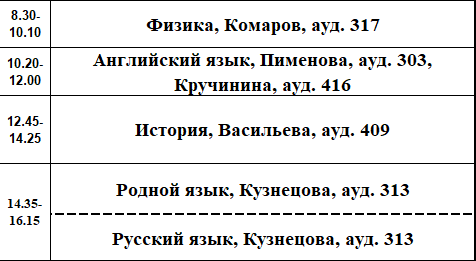 8.30-
10.10
Физика, Комаров, ауд. 317
10.20-
12.00
Английский язык, Пименова, ауд. 303,
Кручинина, ауд. 416
12.45-
14.25
История, Васильева, ауд. 409
14.35-
16.15
Родной язык, Кузнецова, ауд. 313
Русский язык, Кузнецова, ауд. 313